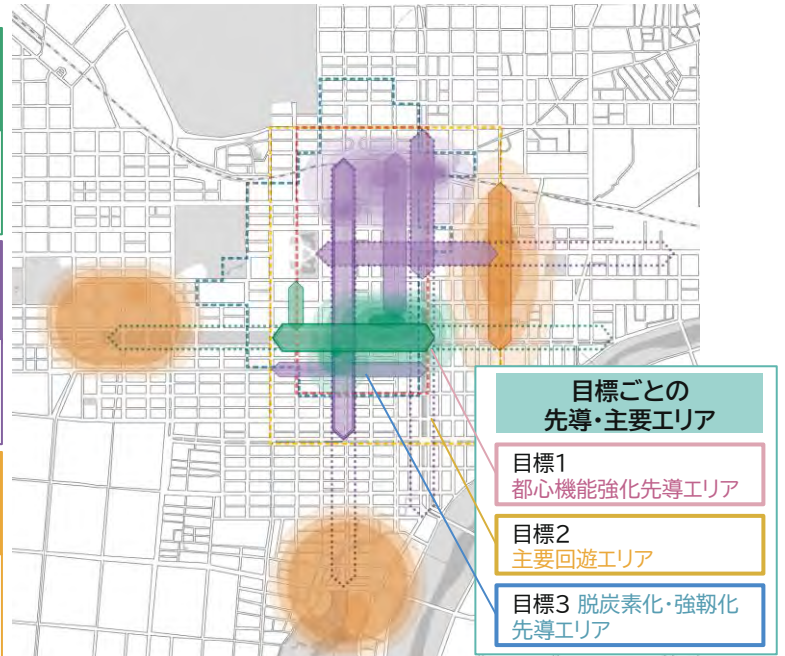 目標ごとの
先導・主要エリア
目標1
都心機能強化先導エリア
目標2
主要回遊エリア
目標3 脱炭素化・強靱化
先導エリア